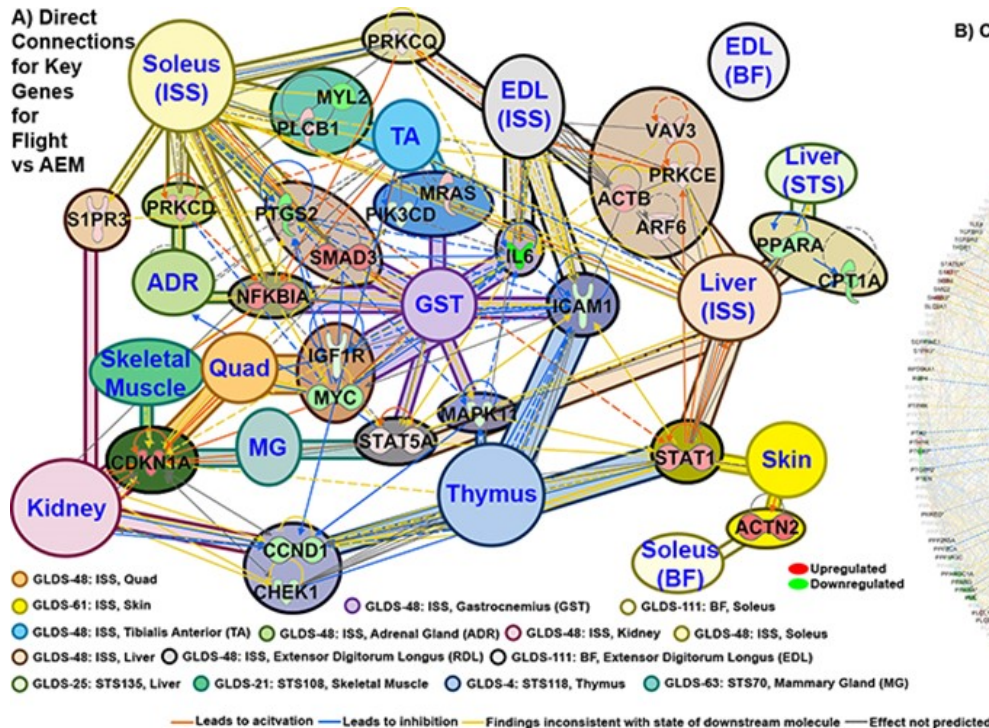 A) Direct
Connections
for Key
Genes
for
Flight
vs AEM
B) C
Soleus
(ISS)
PRKCQ
EDL
(BF)
EDL
(ISS)
MYL2
PLCB1
TA
VAV3
PRKCE
ACTB
ARF6
Liver
(STS)
S1PR3
PRKCD
PTGS2
MRAS
PIK3CD
PPARA
CPT1A
SMAD3
IL6
ADR
NFKBIA
GST
ICAM1
Liver
(ISS)
Skeletal
Muscle
Quad
IGF1R
MYC
MAPK11
STAT5A
CDKN1A
MG
STAT1
Skin
Kidney
Thymus
ACTN2
CCND1
CHEK1
Soleus
(BF)
Upregulated
Downregulated
GLDS-48: ISS, Quad
GLDS-61: ISS, Skin
GLDS-48: ISS, Gastrocnemius (GST)
GLDS-111: BF, Soleus
GLDS-48: ISS, Tibialis Anterior (TA)
GLDS-48: ISS, Adrenal Gland (ADR)
GLDS-48: ISS, Kidney
GLDS-48: ISS, Soleus
GLDS-48: ISS, Liver
GLDS-48: ISS, Extensor Digitorum Longus (RDL)
GLDS-111: BF, Extensor Digitorum Longus (EDL)
GLDS-25: STS135, Liver
GLDS-21: STS108, Skeletal Muscle
GLDS-4: STS118, Thymus
GLDS-63: STS70, Mammary Gland (MG)
Leads to acitvation
Leads to inhibition
Findings inconsistent with state of downstream molecule
Effect not predicted